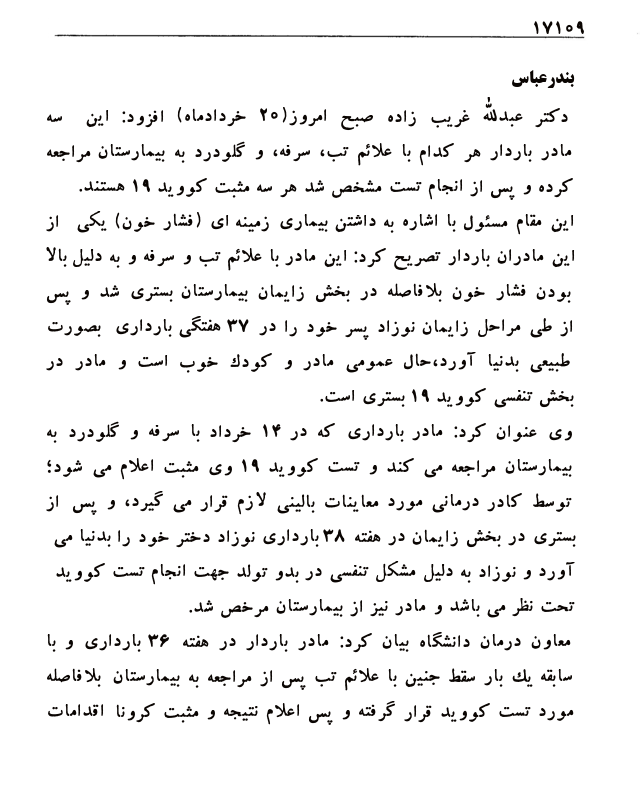 ۱۷۱۰۹
بندرعباس
دکتر عبدالله غریب زاده صبح امروز(۲۰ خردادماه) افزود: این سه
مادر باردار هر کدام با علائم تب، سرفه، و گلودرد به بیمارستان مراجعه
کرده و پس از انجام تست مشخص شد هر سه مثبت کووید ۱۹ هستند.
این مقام مسئول با اشاره به داشتن بیماری زمینه ای (فشار خون) یکی از
این مادران باردار تصریح کرد: این مادر با علائم تب و سرفه و به دلیل بالا
بودن فشار خون بلافاصله در بخش زایمان بیمارستان بستری شد و پس
از طی مراحل زایمان نوزاد پسر خود را در ۳۷ هفتگی بارداری بصورت
طبیعی بدنیا آورد،حال عمومی مادر و کودک خوب است و مادر در
بخش تنفسی کووید ۱۹ بستری است.
وی عنوان کرد: مادر بارداری که در ۱۴ خرداد با سرفه و گلودرد به
بیمارستان مراجعه می کند و تست کووید ۱۹ وی مثبت اعلام می شود؛
توسط کادر درمانی مورد معاینات بالینی لازم قرار می گیرد، و پس از
بستری در بخش زایمان در هفته ۳۸ بارداری نوزاد دختر خود را بدنیا می
آورد و نوزاد به دلیل مشکل تنفسی در بدو تولد جهت انجام تست کووید
تحت نظر می باشد و مادر نیز از بیمارستان مرخص شد.
معاون درمان دانشگاه بیان کرد: مادر باردار در هفته ۳۶ بارداری و با
سابقه یك بار سقط جنین با علائم تب پس از مراجعه به بیمارستان بلافاصله
مورد تست کووید قرار گرفته و پس اعلام نتیجه و مثبت کرونا اقدامات